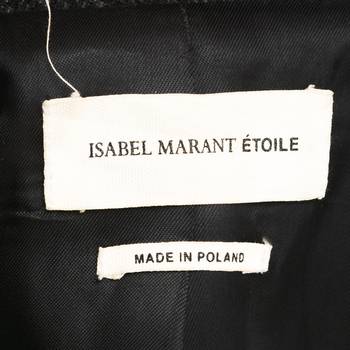 ISABEL MARANT ÉTOILE
MADE IN POLAND